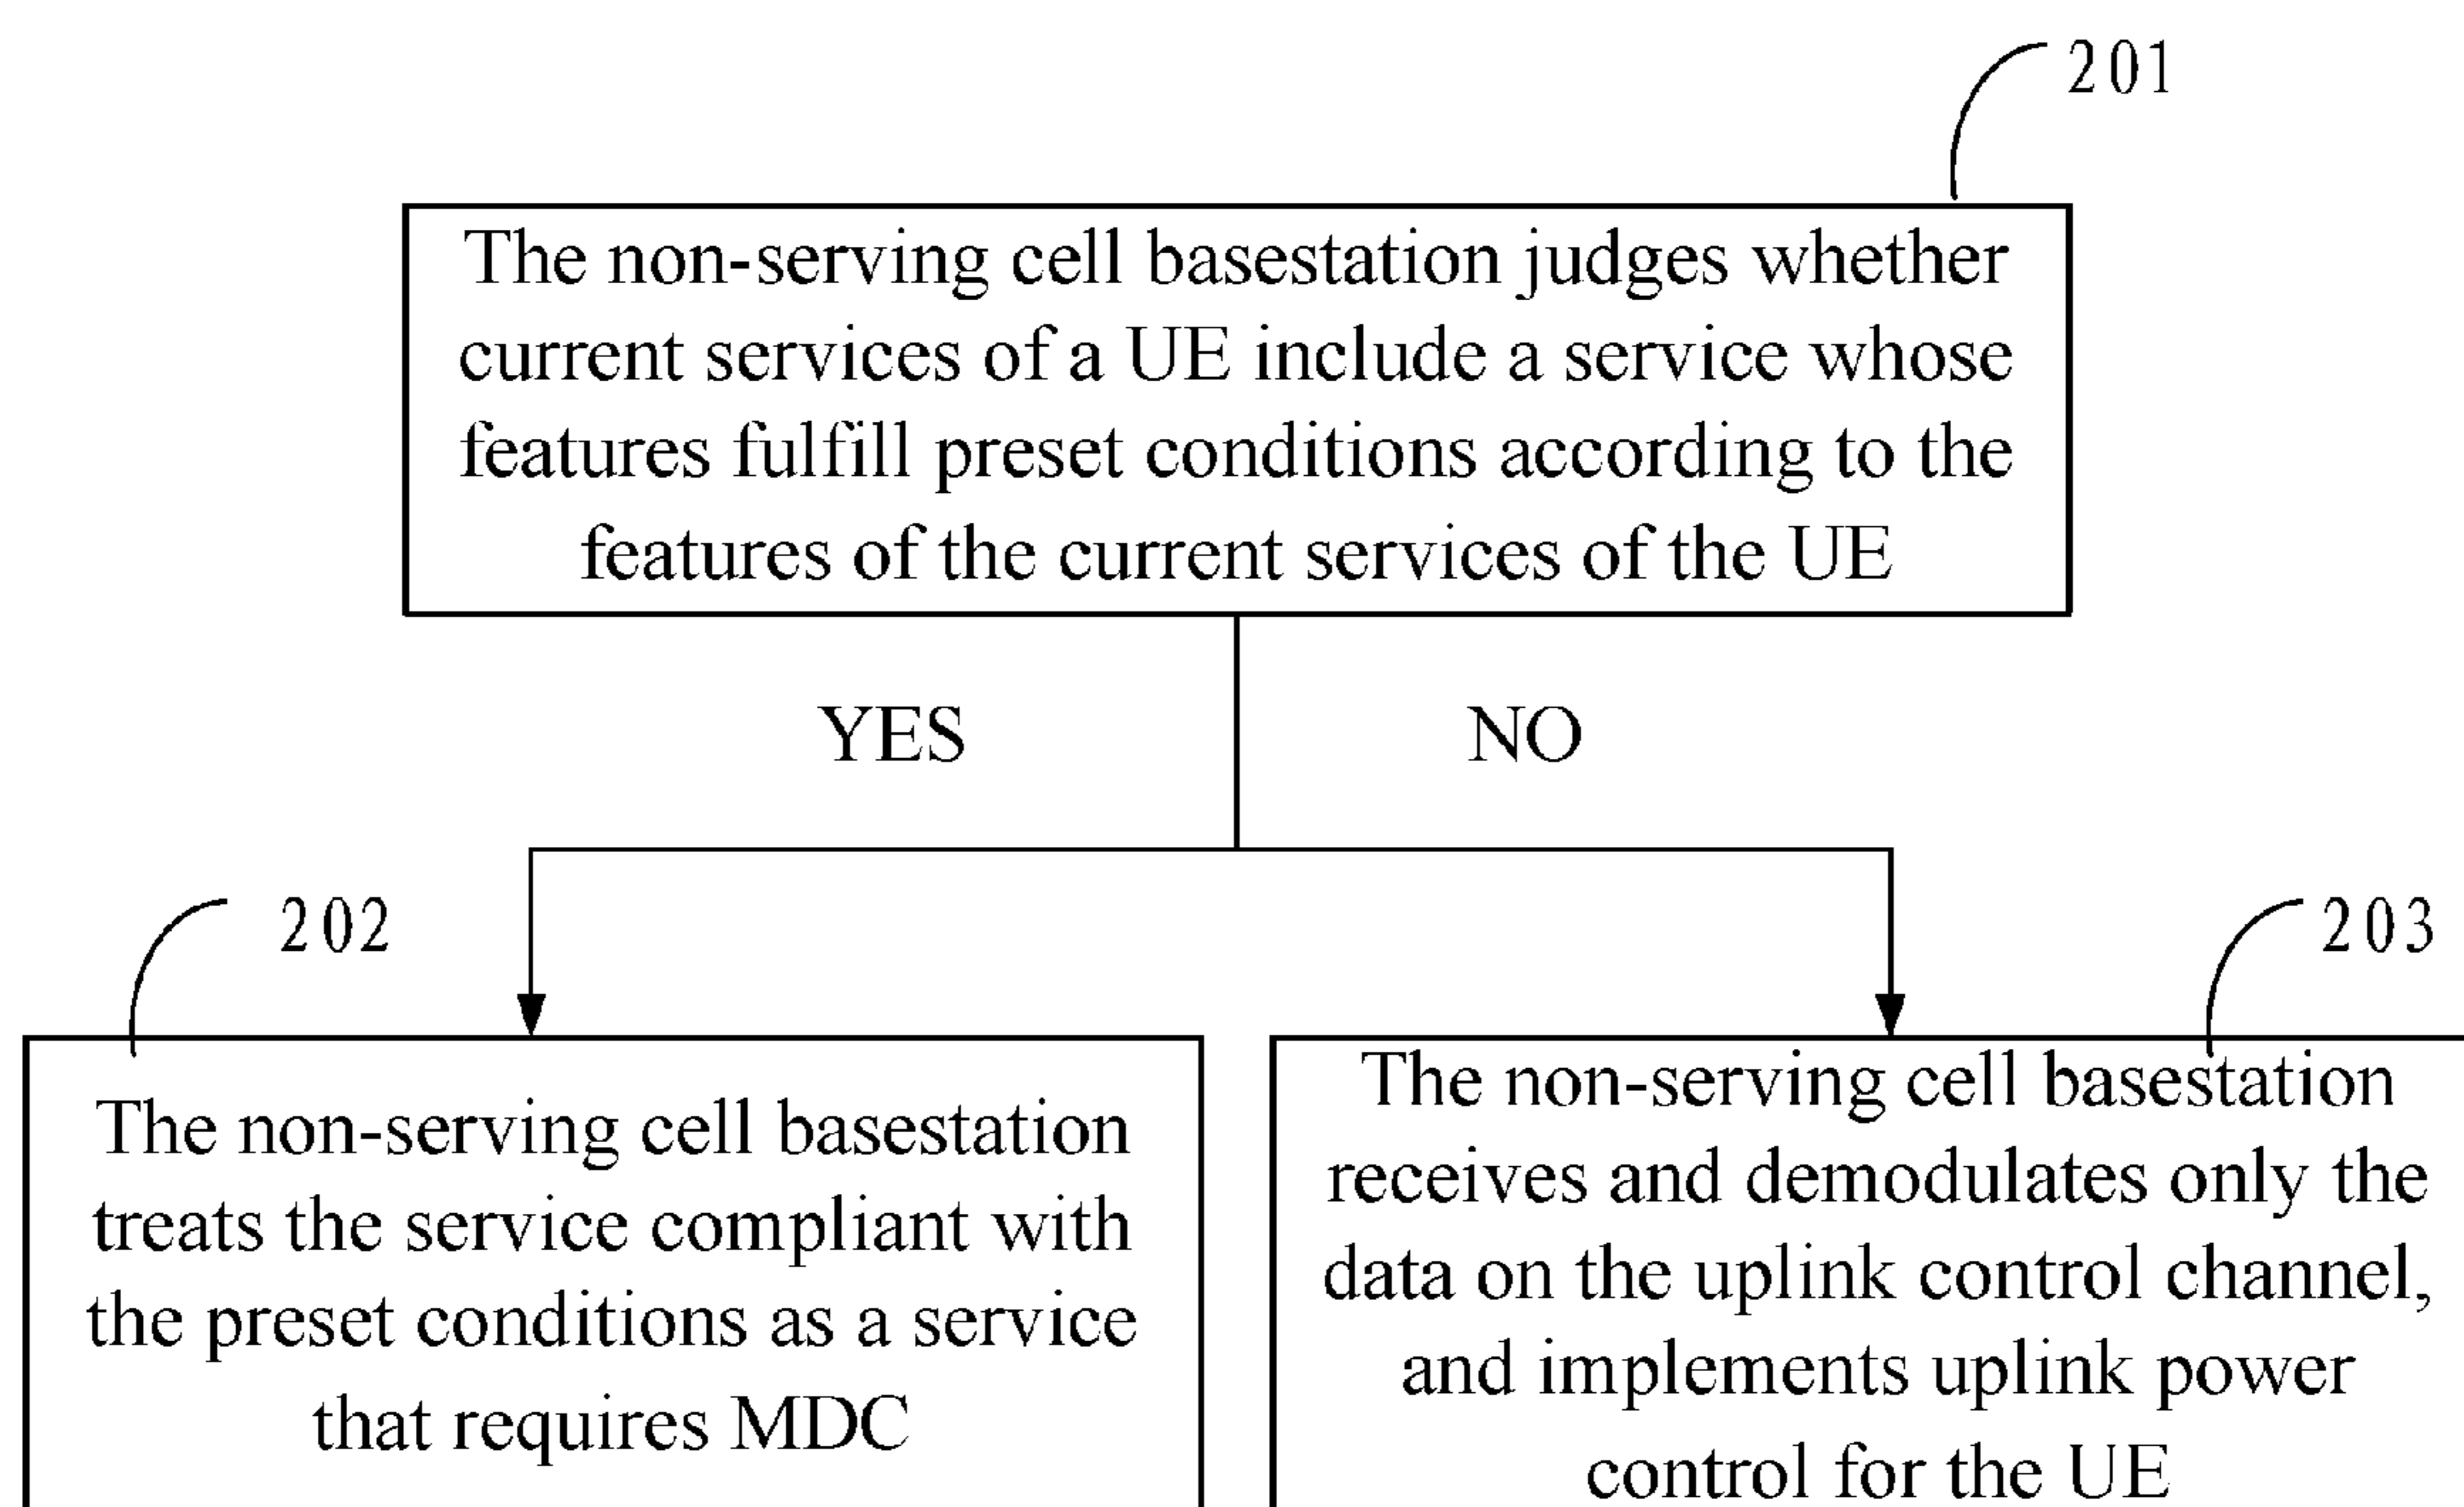 201
The non-serving cell basestation judges whether
current services of a UE include a service whose
features fulfill preset conditions according to the
features of the current services of the UE
YES
NO
202
The non-serving cell basestation
treats the service compliant with
the preset conditions as a service
that requires MDC
203
The non-serving cell basestation
receives and demodulates only the
data on the uplink control channel,
and implements uplink power
control for the UE